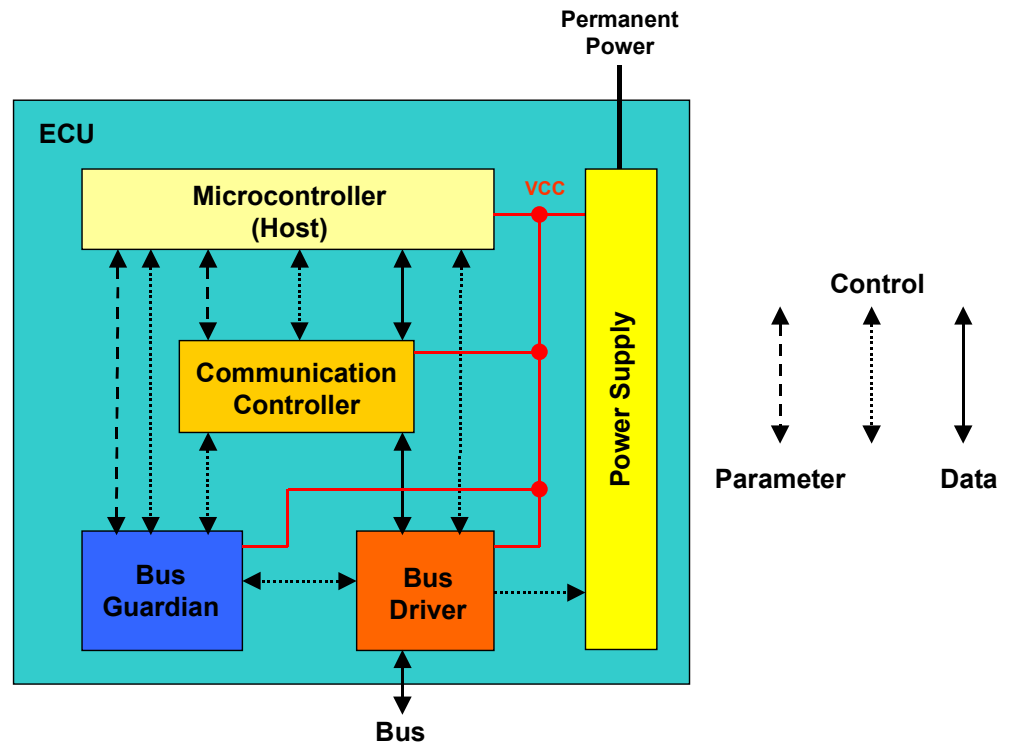 Permanent
Power
ECU
Microcontroller
(Host)
VCC
Communication
Controller
Power Supply
Bus
Guardian
Bus
Driver
Bus
Control
Parameter
Data